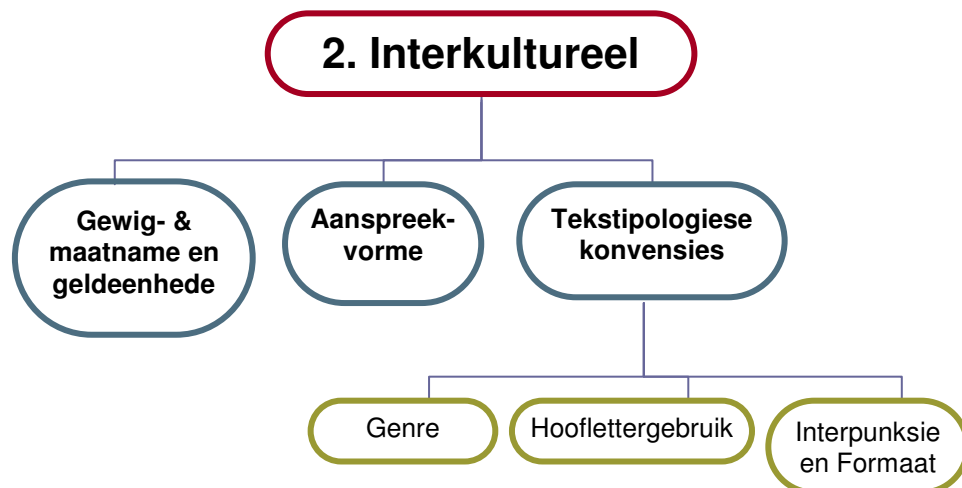 2. Interkultureel
Gewig- &
maatname en
geldeenhede
Aanspreek-
vorme
Tekstipologiese
konvensies
Genre
Hooflettergebruik
Interpunksie
en Formaat